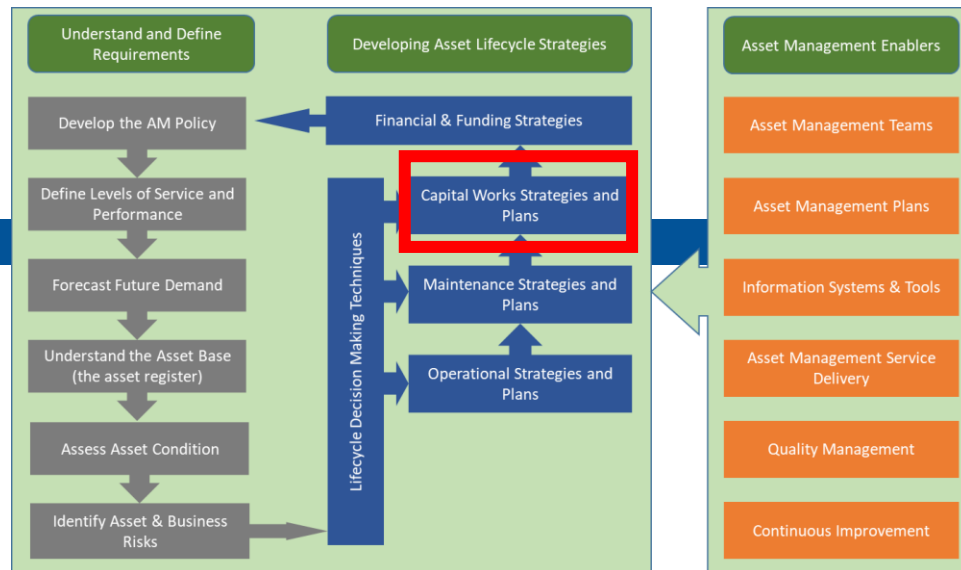 Understand and Define
Requirements
Developing Asset Lifecycle Strategies
Asset Management Enablers
Develop the AM Policy
Define Levels of Service and
Performance
Forecast Future Demand
Understand the Asset Base
(the asset register)
Assess Asset Condition
Identify Asset & Business
Risks
Lifecycle Decision Making Techniques
Financial & Funding Strategies
Capital Works Strategies and
Plans
Maintenance Strategies and
Plans
Operational Strategies and
Plans
Asset Management Teams
Asset Management Plans
Information Systems & Tools
Asset Management Service
Delivery
Quality Management
Continuous Improvement